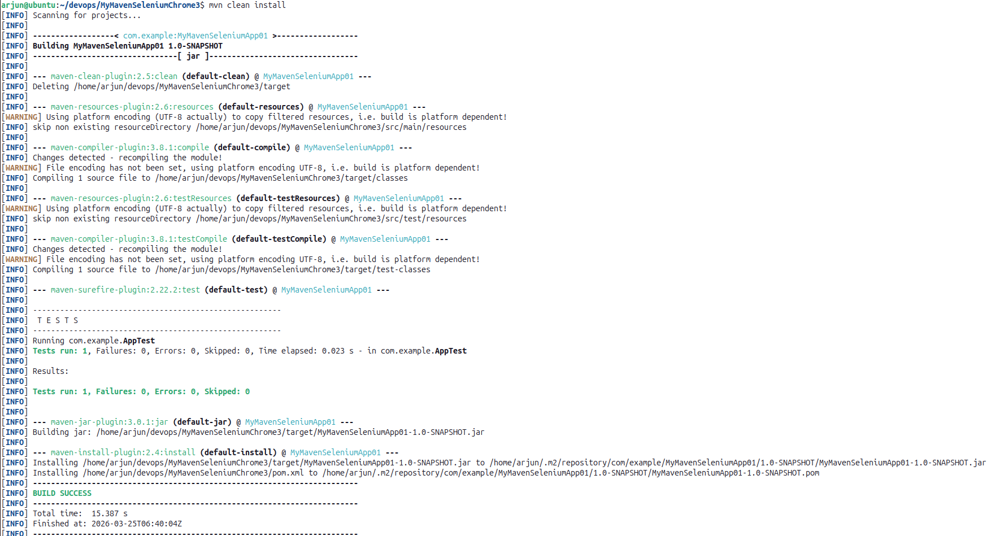 arjun@ubuntu:~/devops/MyMavenSeleniumChrome3$ mvn clean install
[INFO] Scanning for projects...
[INFO]
[INFO] ------------------< com.example:MyMavenSeleniumApp01 >------------------
[INFO] Building MyMavenSeleniumApp01 1.0-SNAPSHOT
[INFO] --------------------------------[ jar ]---------------------------------
[INFO]
[INFO] --- maven-clean-plugin:2.5:clean (default-clean) @ MyMavenSeleniumApp01 ---
[INFO] Deleting /home/arjun/devops/MyMavenSeleniumChrome3/target
[INFO]
[INFO] --- maven-resources-plugin:2.6:resources (default-resources) @ MyMavenSeleniumApp01 ---
[WARNING] Using platform encoding (UTF-8 actually) to copy filtered resources, i.e. build is platform dependent!
[INFO] skip non existing resourceDirectory /home/arjun/devops/MyMavenSeleniumChrome3/src/main/resources
[INFO]
[INFO] --- maven-compiler-plugin:3.8.1:compile (default-compile) @ MyMavenSeleniumApp01 ---
[INFO] Changes detected - recompiling the module!
[WARNING] File encoding has not been set, using platform encoding UTF-8, i.e. build is platform dependent!
[INFO] Compiling 1 source file to /home/arjun/devops/MyMavenSeleniumChrome3/target/classes
[INFO]
[INFO] --- maven-resources-plugin:2.6:testResources (default-testResources) @ MyMavenSeleniumApp01 ---
[WARNING] Using platform encoding (UTF-8 actually) to copy filtered resources, i.e. build is platform dependent!
[INFO] skip non existing resourceDirectory /home/arjun/devops/MyMavenSeleniumChrome3/src/test/resources
[INFO]
[INFO] --- maven-compiler-plugin:3.8.1:testCompile (default-testCompile) @ MyMavenSeleniumApp01 ---
[INFO] Changes detected - recompiling the module!
[WARNING] File encoding has not been set, using platform encoding UTF-8, i.e. build is platform dependent!
[INFO] Compiling 1 source file to /home/arjun/devops/MyMavenSeleniumChrome3/target/test-classes
[INFO]
[INFO] --- maven-surefire-plugin:2.22.2:test (default-test) @ MyMavenSeleniumApp01 ---
[INFO]
[INFO] -------------------------------------------------------
[INFO]  T E S T S
[INFO] -------------------------------------------------------
[INFO] Running com.example.AppTest
[INFO] Tests run: 1, Failures: 0, Errors: 0, Skipped: 0, Time elapsed: 0.023 s - in com.example.AppTest
[INFO]
[INFO] Results:
[INFO]
[INFO] Tests run: 1, Failures: 0, Errors: 0, Skipped: 0
[INFO]
[INFO]
[INFO] --- maven-jar-plugin:3.0.1:jar (default-jar) @ MyMavenSeleniumApp01 ---
[INFO] Building jar: /home/arjun/devops/MyMavenSeleniumChrome3/target/MyMavenSeleniumApp01-1.0-SNAPSHOT.jar
[INFO]
[INFO] --- maven-install-plugin:2.4:install (default-install) @ MyMavenSeleniumApp01 ---
[INFO] Installing /home/arjun/devops/MyMavenSeleniumChrome3/target/MyMavenSeleniumApp01-1.0-SNAPSHOT.jar to /home/arjun/.m2/repository/com/example/MyMavenSeleniumApp01/1.0-SNAPSHOT/MyMavenSeleniumApp01-1.0-SNAPSHOT.jar
[INFO] Installing /home/arjun/devops/MyMavenSeleniumChrome3/pom.xml to /home/arjun/.m2/repository/com/example/MyMavenSeleniumApp01/1.0-SNAPSHOT/MyMavenSeleniumApp01-1.0-SNAPSHOT.pom
[INFO] ------------------------------------------------------------------------
[INFO] BUILD SUCCESS
[INFO] ------------------------------------------------------------------------
[INFO] Total time:  15.387 s
[INFO] Finished at: 2026-03-25T06:40:04Z
[INFO] ------------------------------------------------------------------------